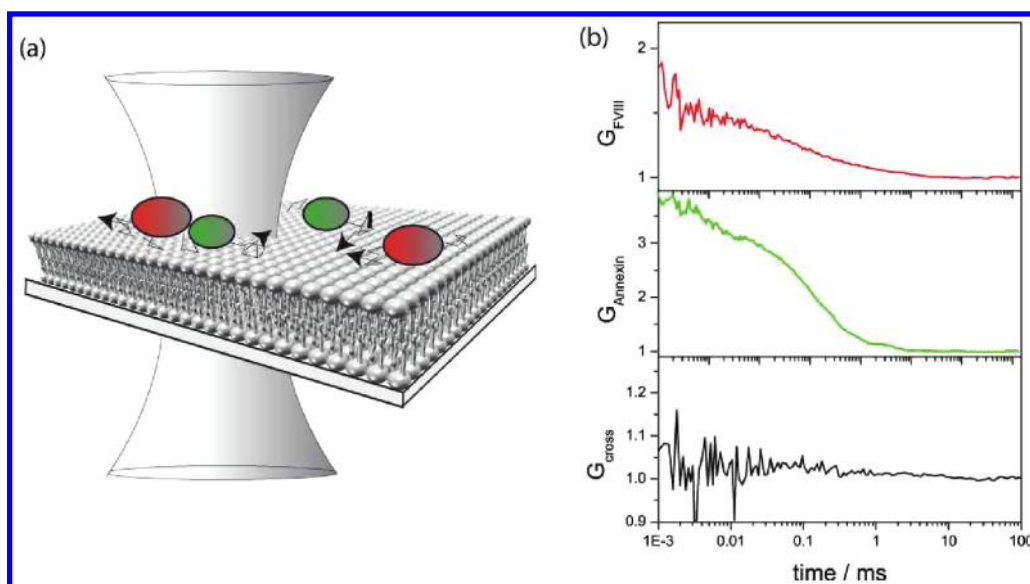 (a)
(b)
2
1
G_FVIII
3
2
1
G_Annexin
1.2
1.1
1.0
0.9
G_cross
1E-3 0.01 0.1 1 10 100
time / ms